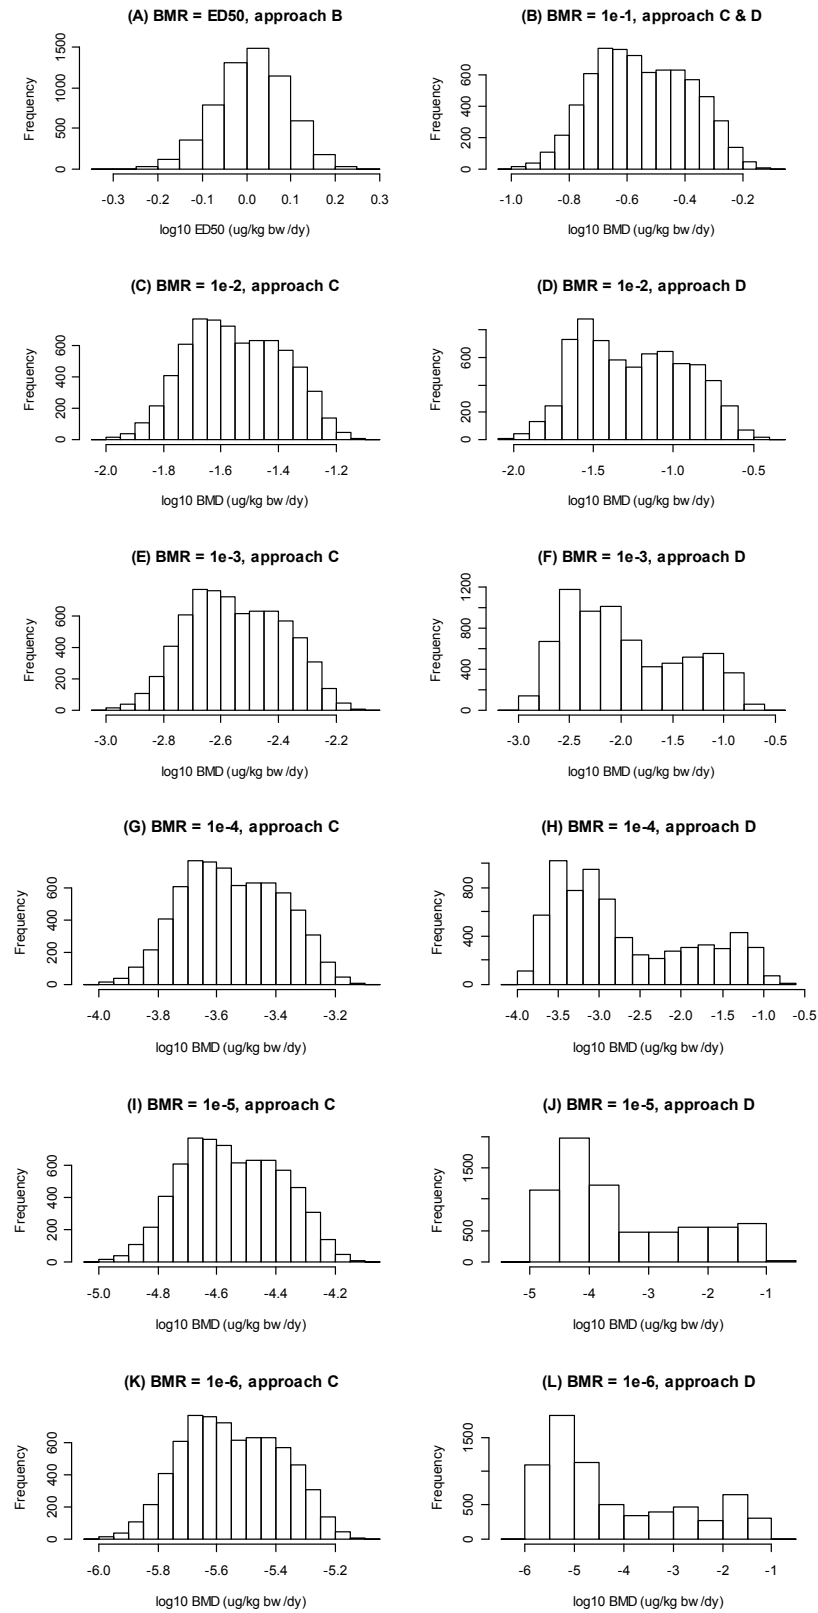 (A) BMR = ED50, approach B
Frequency
0 500 1000 1500
-0.3 -0.2 -0.1 0.0 0.1 0.2 0.3
log10 ED50 (ug/kg bw/dy)
(B) BMR = 1e-1, approach C & D
Frequency
0 200 400 600
-1.0 -0.8 -0.6 -0.4 -0.2
log10 BMD (ug/kg bw/dy)
(C) BMR = 1e-2, approach C
Frequency
0 200 400 600
-2.0 -1.8 -1.6 -1.4 -1.2
log10 BMD (ug/kg bw/dy)
(D) BMR = 1e-2, approach D
Frequency
0 200 600
-2.0 -1.5 -1.0 -0.5
log10 BMD (ug/kg bw/dy)
(E) BMR = 1e-3, approach C
Frequency
0 200 400 600
-3.0 -2.8 -2.6 -2.4 -2.2
log10 BMD (ug/kg bw/dy)
(F) BMR = 1e-3, approach D
Frequency
0 400 800 1200
-3.0 -2.5 -2.0 -1.5 -1.0 -0.5
log10 BMD (ug/kg bw/dy)
(G) BMR = 1e-4, approach C
Frequency
0 200 400 600
-4.0 -3.8 -3.6 -3.4 -3.2
log10 BMD (ug/kg bw/dy)
(H) BMR = 1e-4, approach D
Frequency
0 400 800
-4.0 -3.5 -3.0 -2.5 -2.0 -1.5 -1.0 -0.5
log10 BMD (ug/kg bw/dy)
(I) BMR = 1e-5, approach C
Frequency
0 200 400 600
-5.0 -4.8 -4.6 -4.4 -4.2
log10 BMD (ug/kg bw/dy)
(J) BMR = 1e-5, approach D
Frequency
0 500 1500
-5 -4 -3 -2 -1
log10 BMD (ug/kg bw/dy)
(K) BMR = 1e-6, approach C
Frequency
0 200 400 600
-6.0 -5.8 -5.6 -5.4 -5.2
log10 BMD (ug/kg bw/dy)
(L) BMR = 1e-6, approach D
Frequency
0 500 1500
-6 -5 -4 -3 -2 -1
log10 BMD (ug/kg bw/dy)